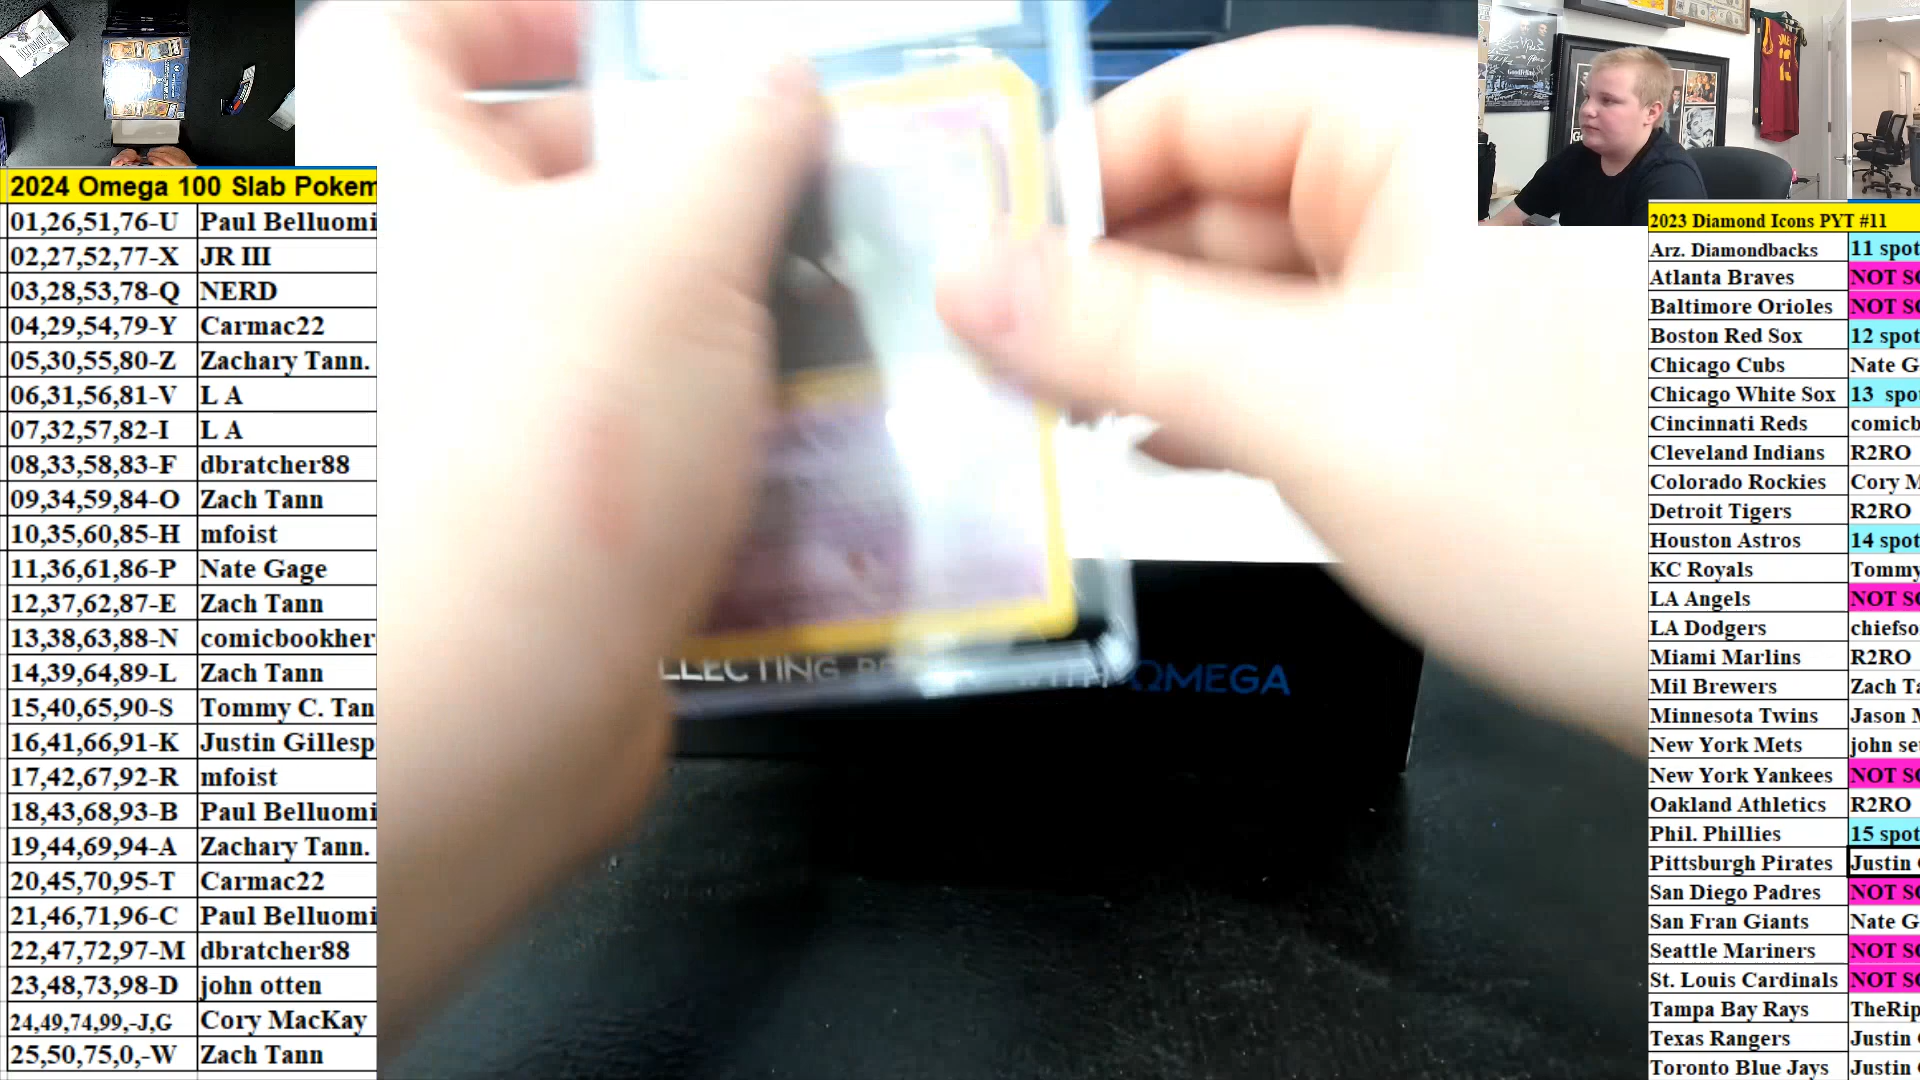 2024 Omega 100 Slab Pokem
01,26,51,76-U Paul Belluomi
02,27,52,77-X JR III
03,28,53,78-Q NERD
04,29,54,79-Y Carmac22
05,30,55,80-Z Zachary Tann.
06,31,56,81-V L A
07,32,57,82-I L A
08,33,58,83-F dbratcher88
09,34,59,84-O Zach Tann
10,35,60,85-H mfoist
11,36,61,86-P Nate Gage
12,37,62,87-E Zach Tann
13,38,63,88-N comicbookher
14,39,64,89-L Zach Tann
15,40,65,90-S Tommy C. Tan
16,41,66,91-K Justin Gillesp
17,42,67,92-R mfoist
18,43,68,93-B Paul Belluomi
19,44,69,94-A Zachary Tann.
20,45,70,95-T Carmac22
21,46,71,96-C Paul Belluomi
22,47,72,97-M dbratcher88
23,48,73,98-D john otten
24,49,74,99,-J,G Cory MacKay
25,50,75,0,-W Zach Tann
LLECTING
ΩMEGA
2023 Diamond Icons PYT #11
Arz. Diamondbacks 11 spot
Atlanta Braves NOT SO
Baltimore Orioles NOT SO
Boston Red Sox 12 spot
Chicago Cubs Nate G
Chicago White Sox 13 spo
Cincinnati Reds comicb
Cleveland Indians R2RO
Colorado Rockies Cory M
Detroit Tigers R2RO
Houston Astros 14 spot
KC Royals Tommy
LA Angels NOT SO
LA Dodgers chiefso
Miami Marlins R2RO
Mil Brewers Zach Ta
Minnesota Twins Jason M
New York Mets john se
New York Yankees NOT SO
Oakland Athletics R2RO
Phil. Phillies 15 spot
Pittsburgh Pirates Justin
San Diego Padres NOT SO
San Fran Giants Nate G
Seattle Mariners NOT SO
St. Louis Cardinals NOT SO
Tampa Bay Rays TheRip
Texas Rangers Justin
Toronto Blue Jays Justin